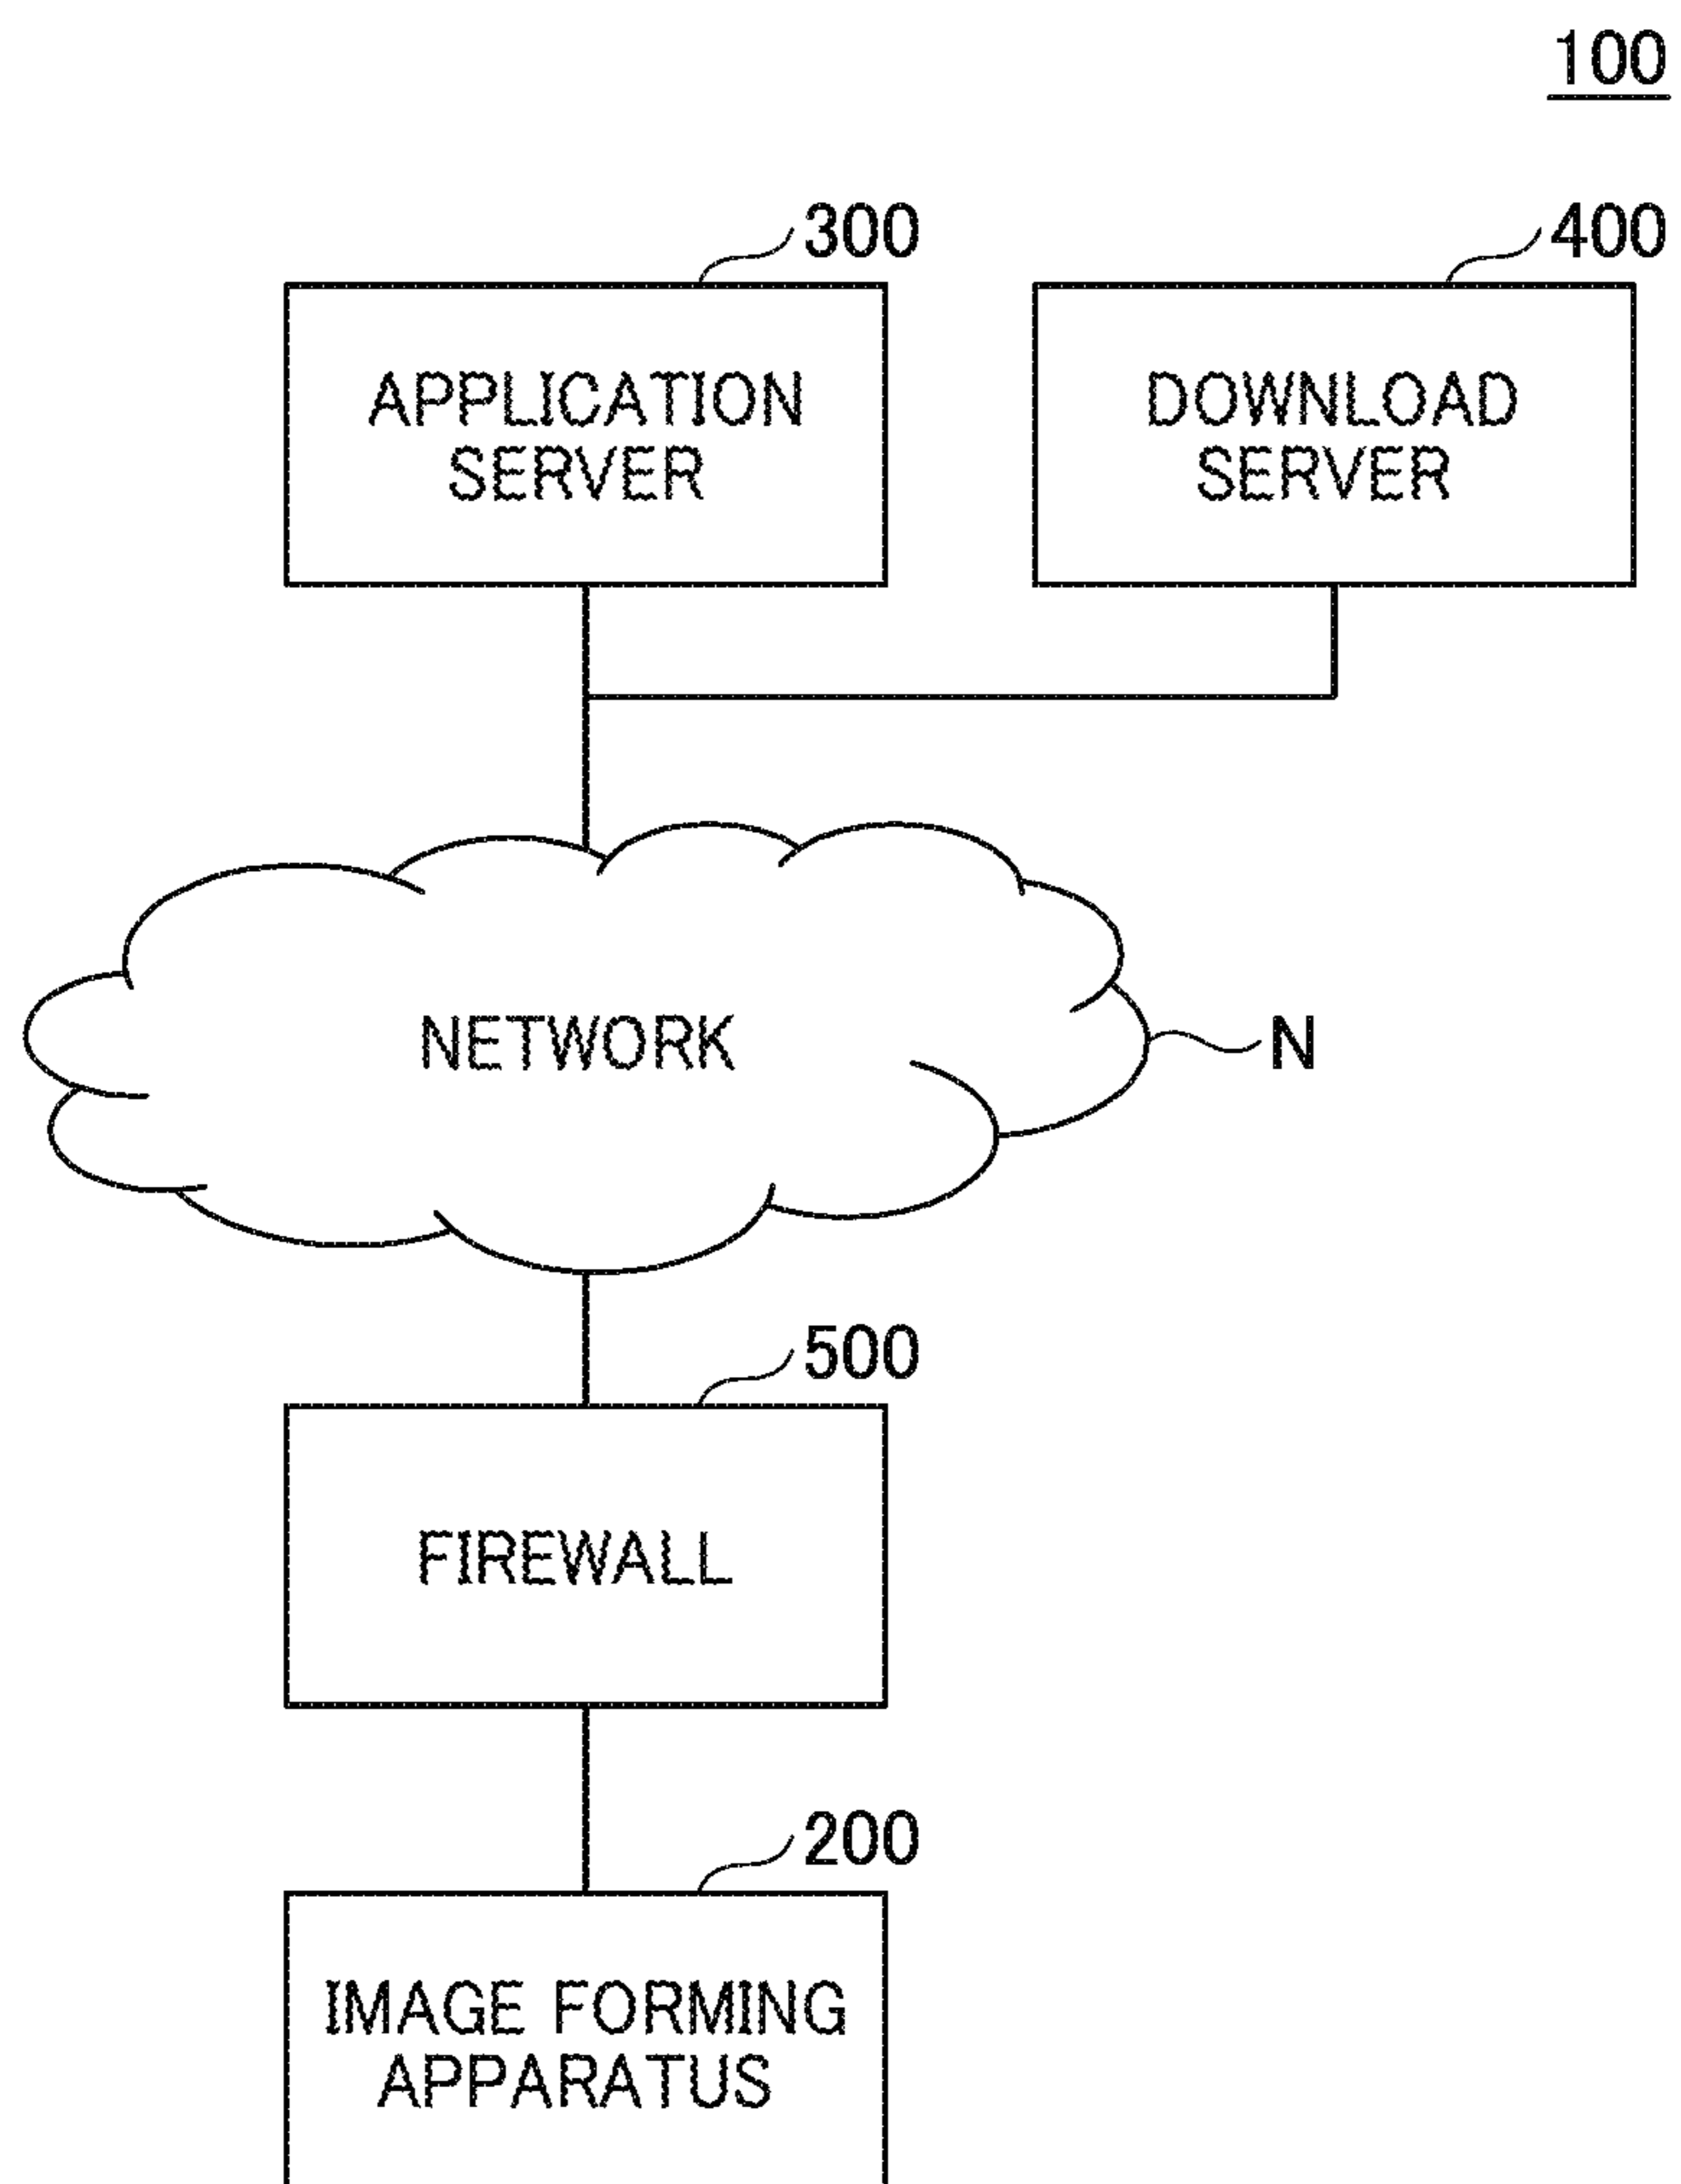 100
300
400
APPLICATION
SERVER
DOWNLOAD
SERVER
NETWORK
N
500
FIREWALL
200
IMAGE FORMING
APPARATUS